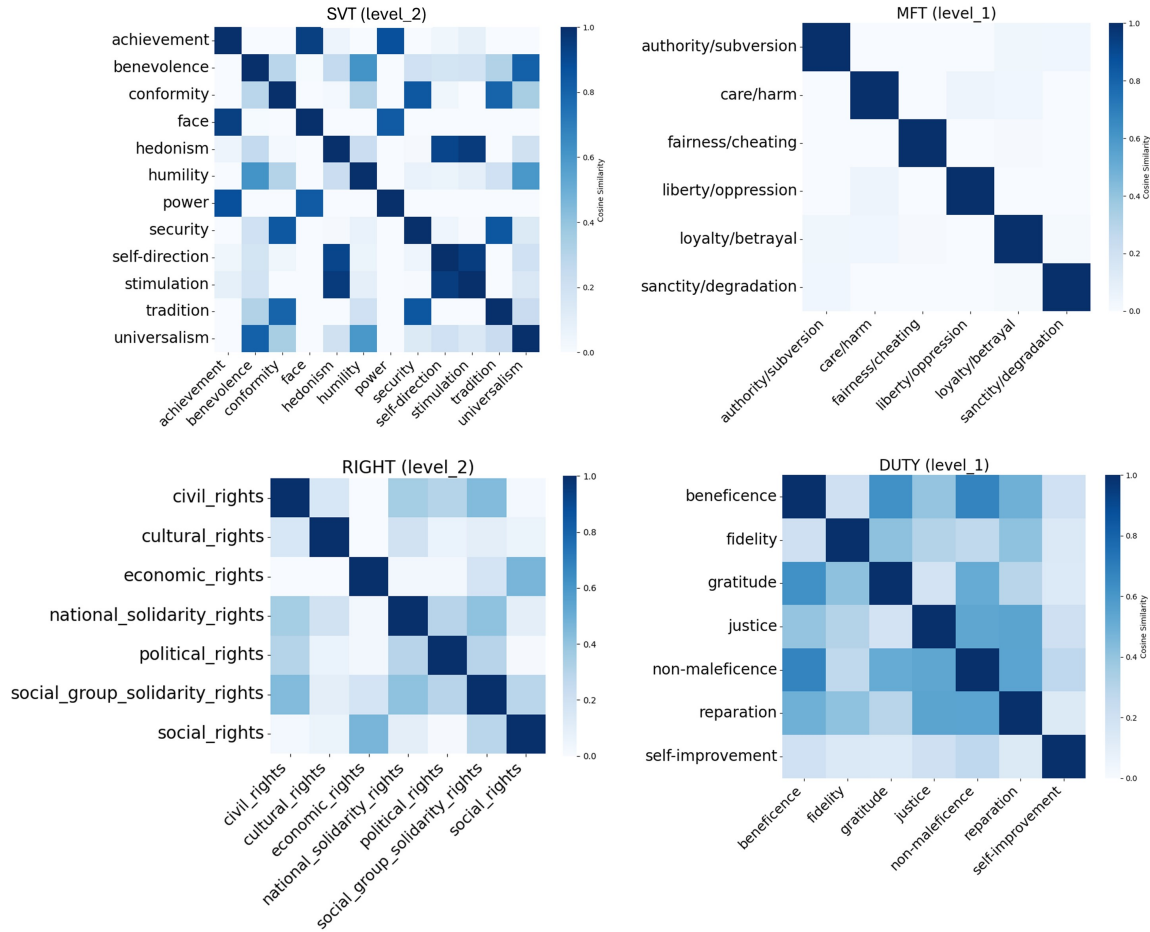 SVT (level_2)
achievement
benevolence
conformity
face
hedonism
humility
power
security
self-direction
stimulation
tradition
universalism
achievement
benevolence
conformity
face
hedonism
humility
power
security
self-direction
stimulation
tradition
universalism
1.0
0.8
0.6
0.4
0.2
0.0
Cosine Similarity
MFT (level_1)
authority/subversion
care/harm
fairness/cheating
liberty/oppression
loyalty/betrayal
sanctity/degradation
authority/subversion
care/harm
fairness/cheating
liberty/oppression
loyalty/betrayal
sanctity/degradation
1.0
0.8
0.6
0.4
0.2
0.0
Cosine Similarity
RIGHT (level_2)
civil_rights
cultural_rights
economic_rights
national_solidarity_rights
political_rights
social_group_solidarity_rights
social_rights
civil_rights
cultural_rights
economic_rights
national_solidarity_rights
political_rights
social_group_solidarity_rights
social_rights
1.0
0.8
0.6
0.4
0.2
0.0
Cosine Similarity
DUTY (level_1)
beneficence
fidelity
gratitude
justice
non-maleficence
reparation
self-improvement
beneficence
fidelity
gratitude
justice
non-maleficence
reparation
self-improvement
1.0
0.8
0.6
0.4
0.2
0.0
Cosine Similarity